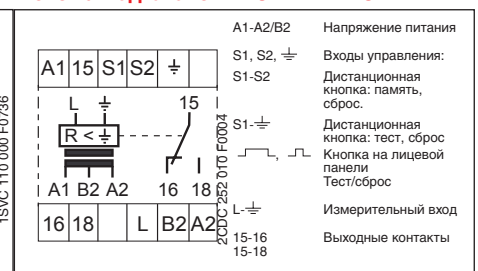 1SVC 110 000 F0736
A1 15 S1 S2 ⏚
L ⏚ 15
R < ⏚
A1 B2 A2 16 18
16 18 L B2 A2
2CDC 252 010 F0004
A1-A2/B2 Напряжение питания
S1, S2, ⏚ Входы управления:
S1-S2 Дистанционная
кнопка: память,
сброс.
S1-⏚ Дистанционная
кнопка: тест, сброс
Кнопка на лицевой
панели
Тест/сброс
L-⏚ Измерительный вход
15-16 Выходные контакты
15-18